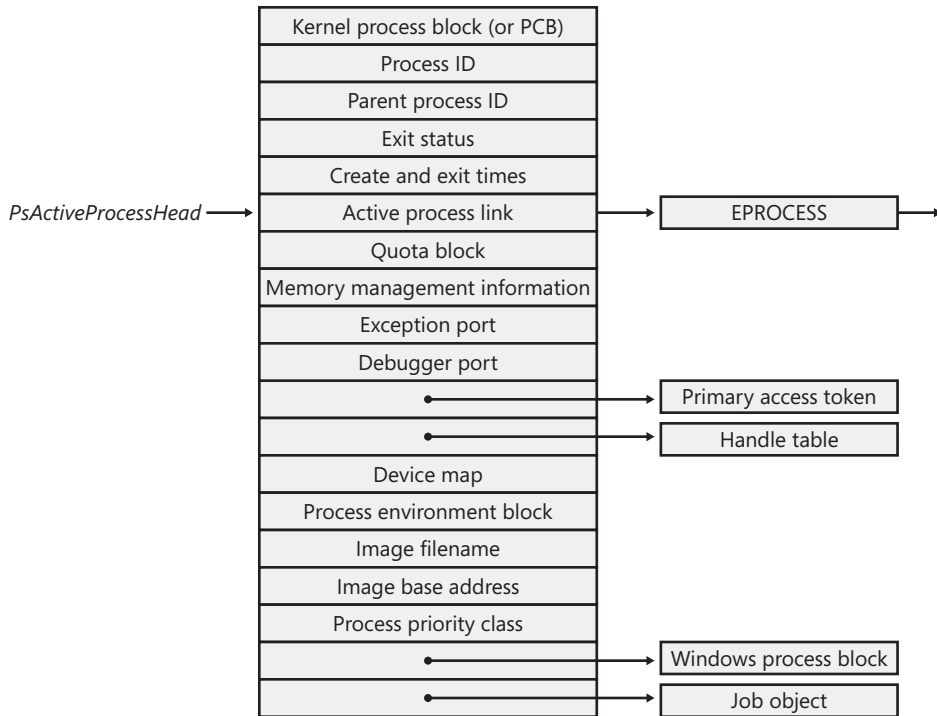 Kernel process block (or PCB)
Process ID
Parent process ID
Exit status
Create and exit times
PsActiveProcessHead
Active process link
EPROCESS
Quota block
Memory management information
Exception port
Debugger port
Primary access token
Handle table
Device map
Process environment block
Image filename
Image base address
Process priority class
Windows process block
Job object